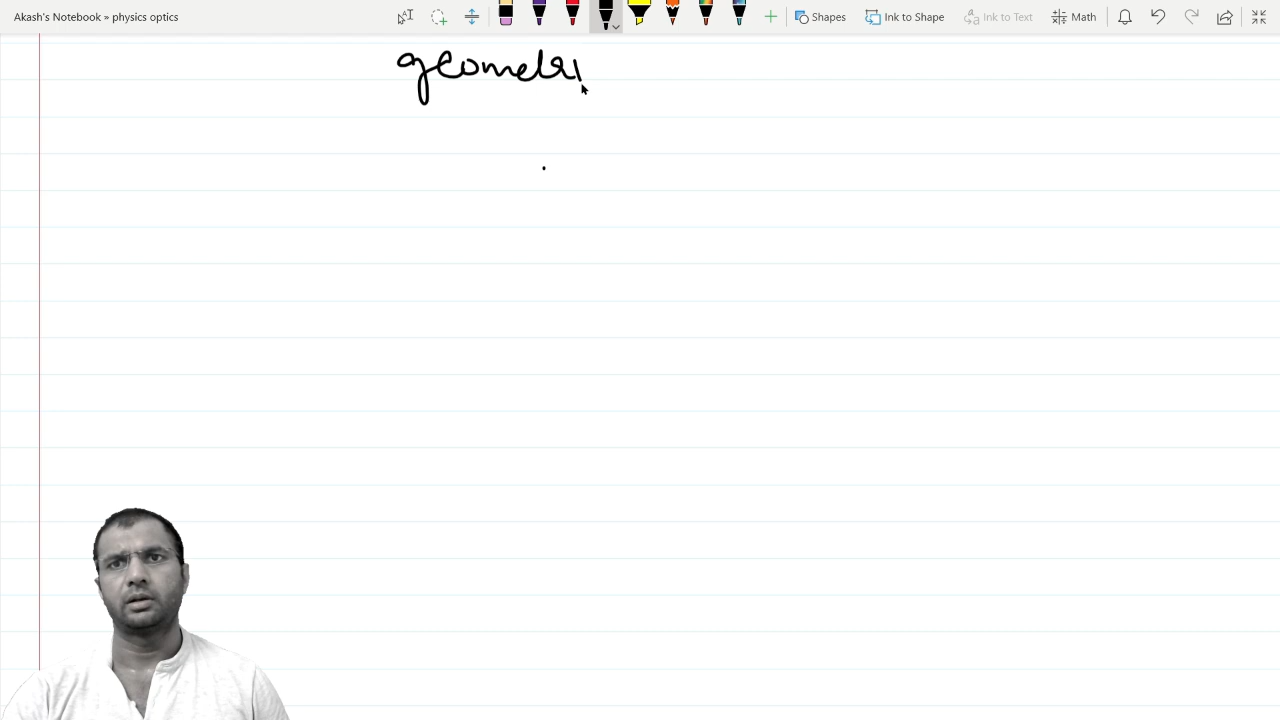 Akash's Notebook » physics optics
Shapes
Ink to Shape
Ink to Text
Math
geometri